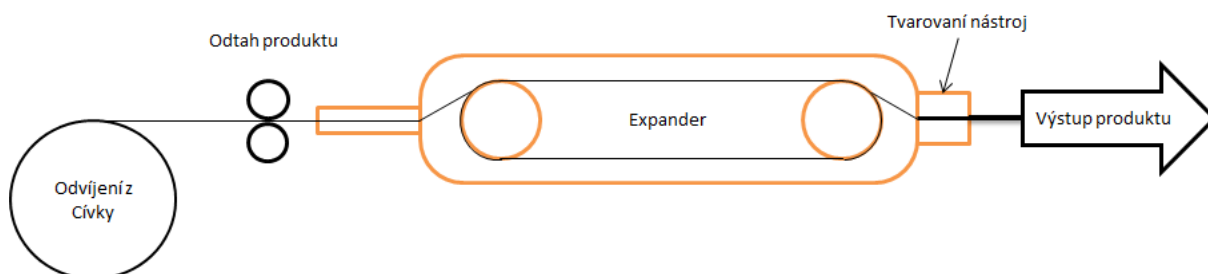 Tvarovaní nástroj
Odtah produktu
Expander
Výstup produktu
Odvíjení z
Cívky